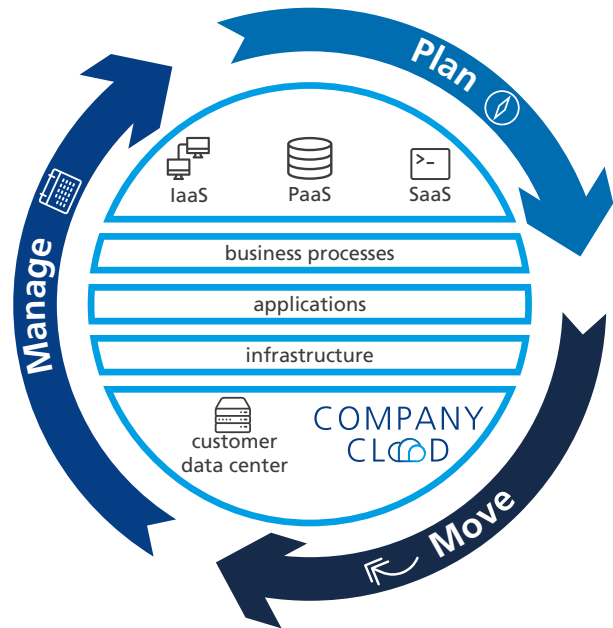 Plan
IaaS
PaaS
>-
SaaS
business processes
applications
infrastructure
customer
data center
COMPANY
CLOUD
Move
Manage